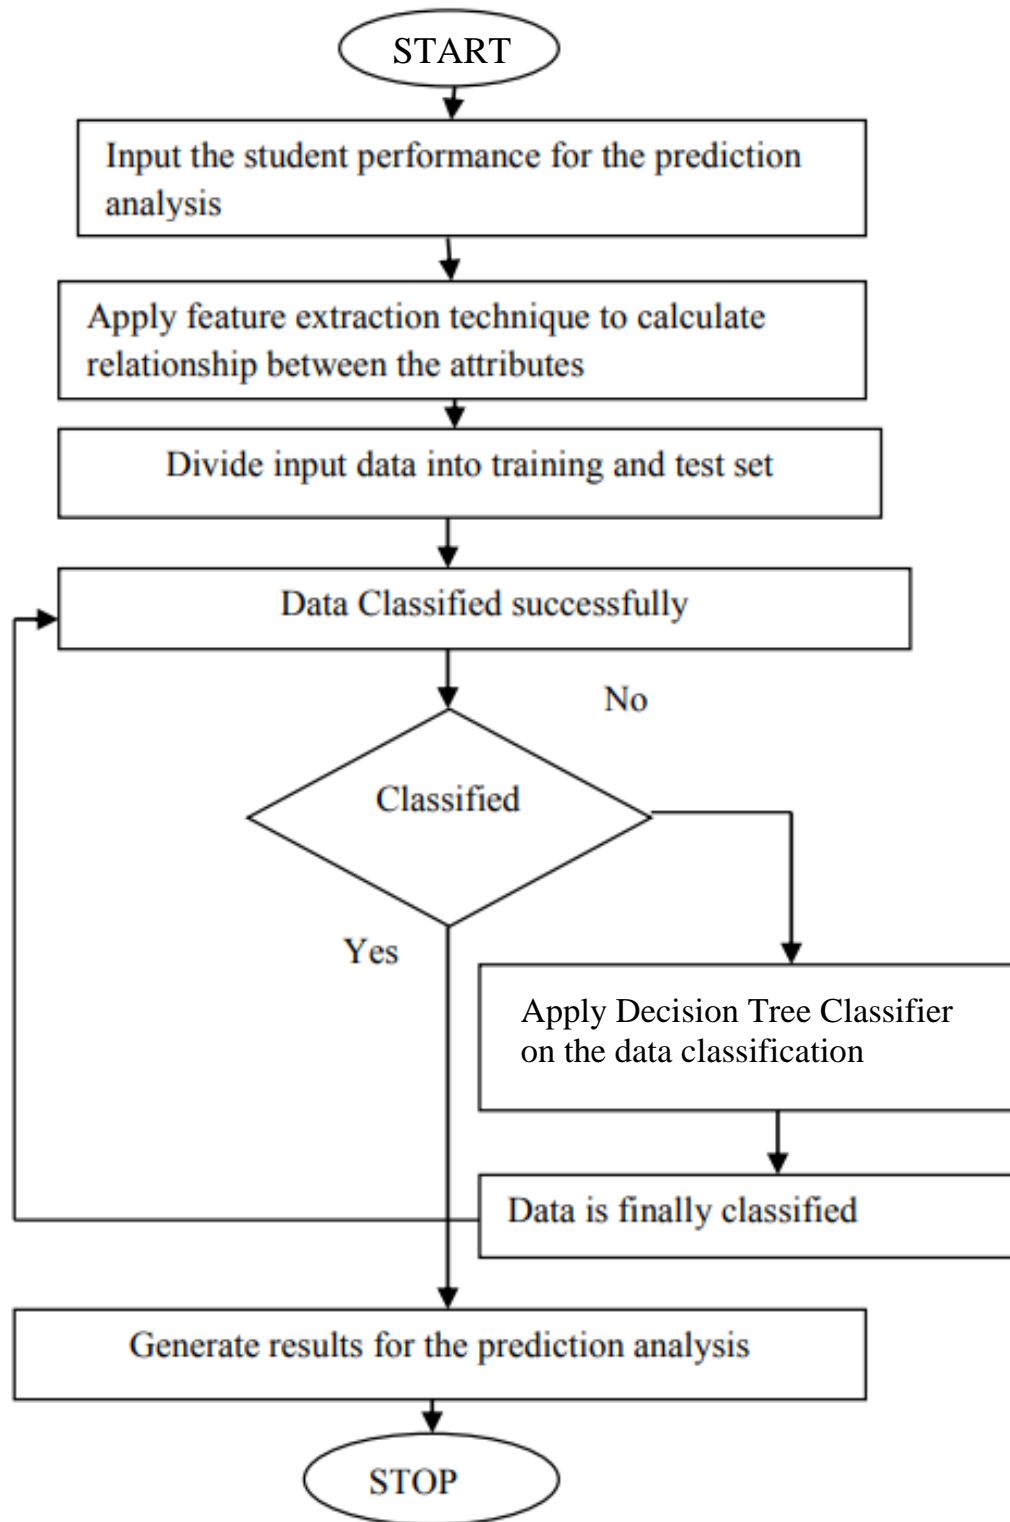 START
Input the student performance for the prediction
analysis
Apply feature extraction technique to calculate
relationship between the attributes
Divide input data into training and test set
Data Classified successfully
No
Classified
Yes
Apply Decision Tree Classifier
on the data classification
Data is finally classified
Generate results for the prediction analysis
STOP